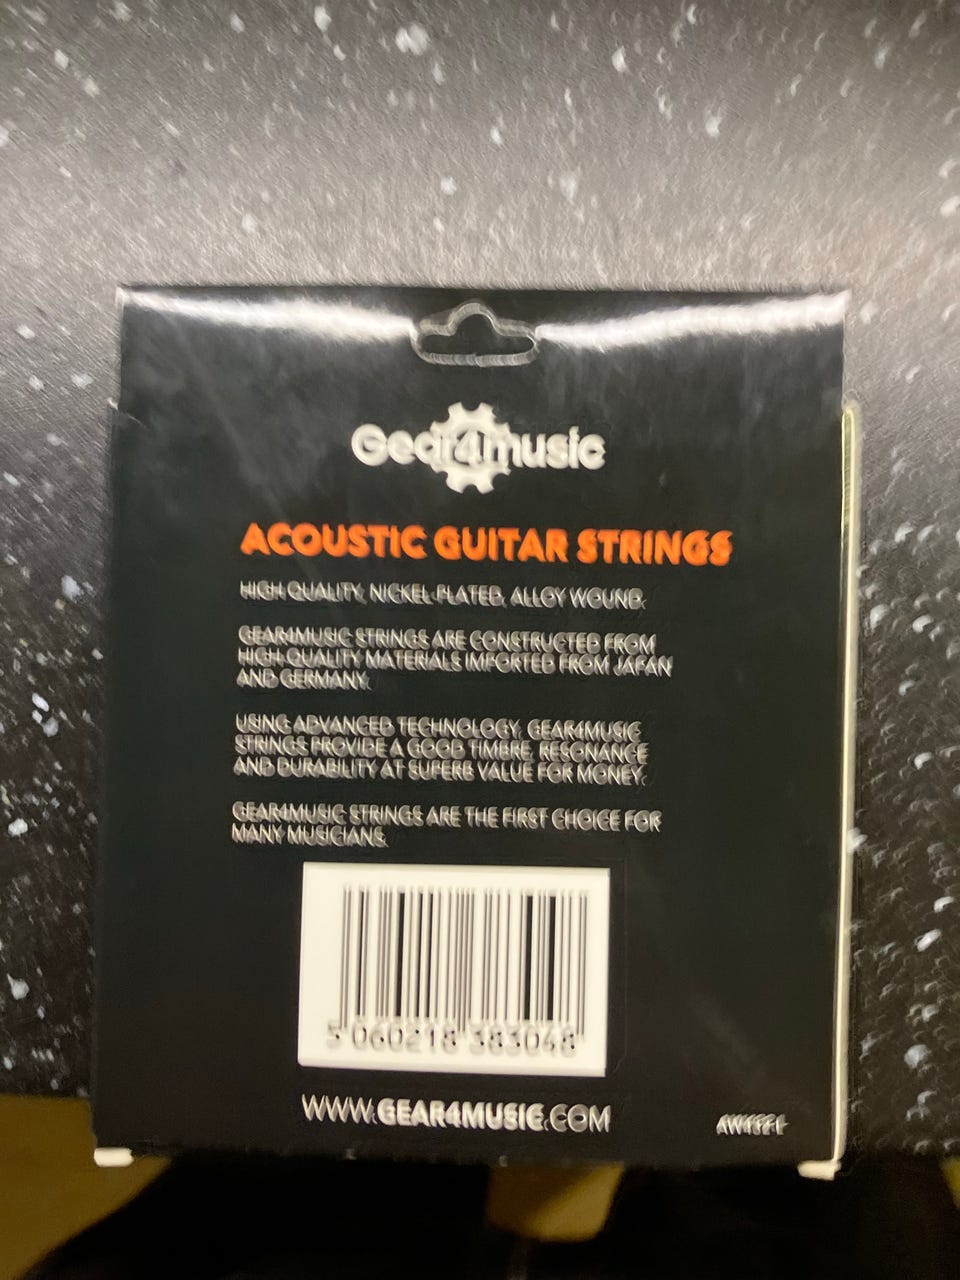 Gear4music
ACOUSTIC GUITAR STRINGS
HIGH QUALITY, NICKEL-PLATED, ALLOY WOUND.
GEAR4MUSIC STRINGS ARE CONSTRUCTED FROM
HIGH-QUALITY MATERIALS IMPORTED FROM JAPAN
AND GERMANY.
USING ADVANCED TECHNOLOGY, GEAR4MUSIC
STRINGS PROVIDE A GOOD TIMBRE, RESONANCE
AND DURABILITY AT SUPERB VALUE FOR MONEY.
GEAR4MUSIC STRINGS ARE THE FIRST CHOICE FOR
MANY MUSICIANS.
5 060218 383048
WWW.GEAR4MUSIC.COM